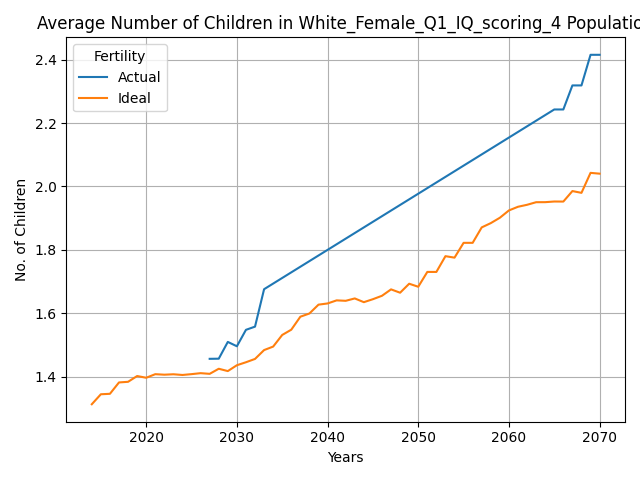 Average Number of Children in White_Female_Q1_IQ_scoring_4 Populatio
Fertility
Actual
Ideal
No. of Children
2.4
2.2
2.0
1.8
1.6
1.4
2020 2030 2040 2050 2060 2070
Years